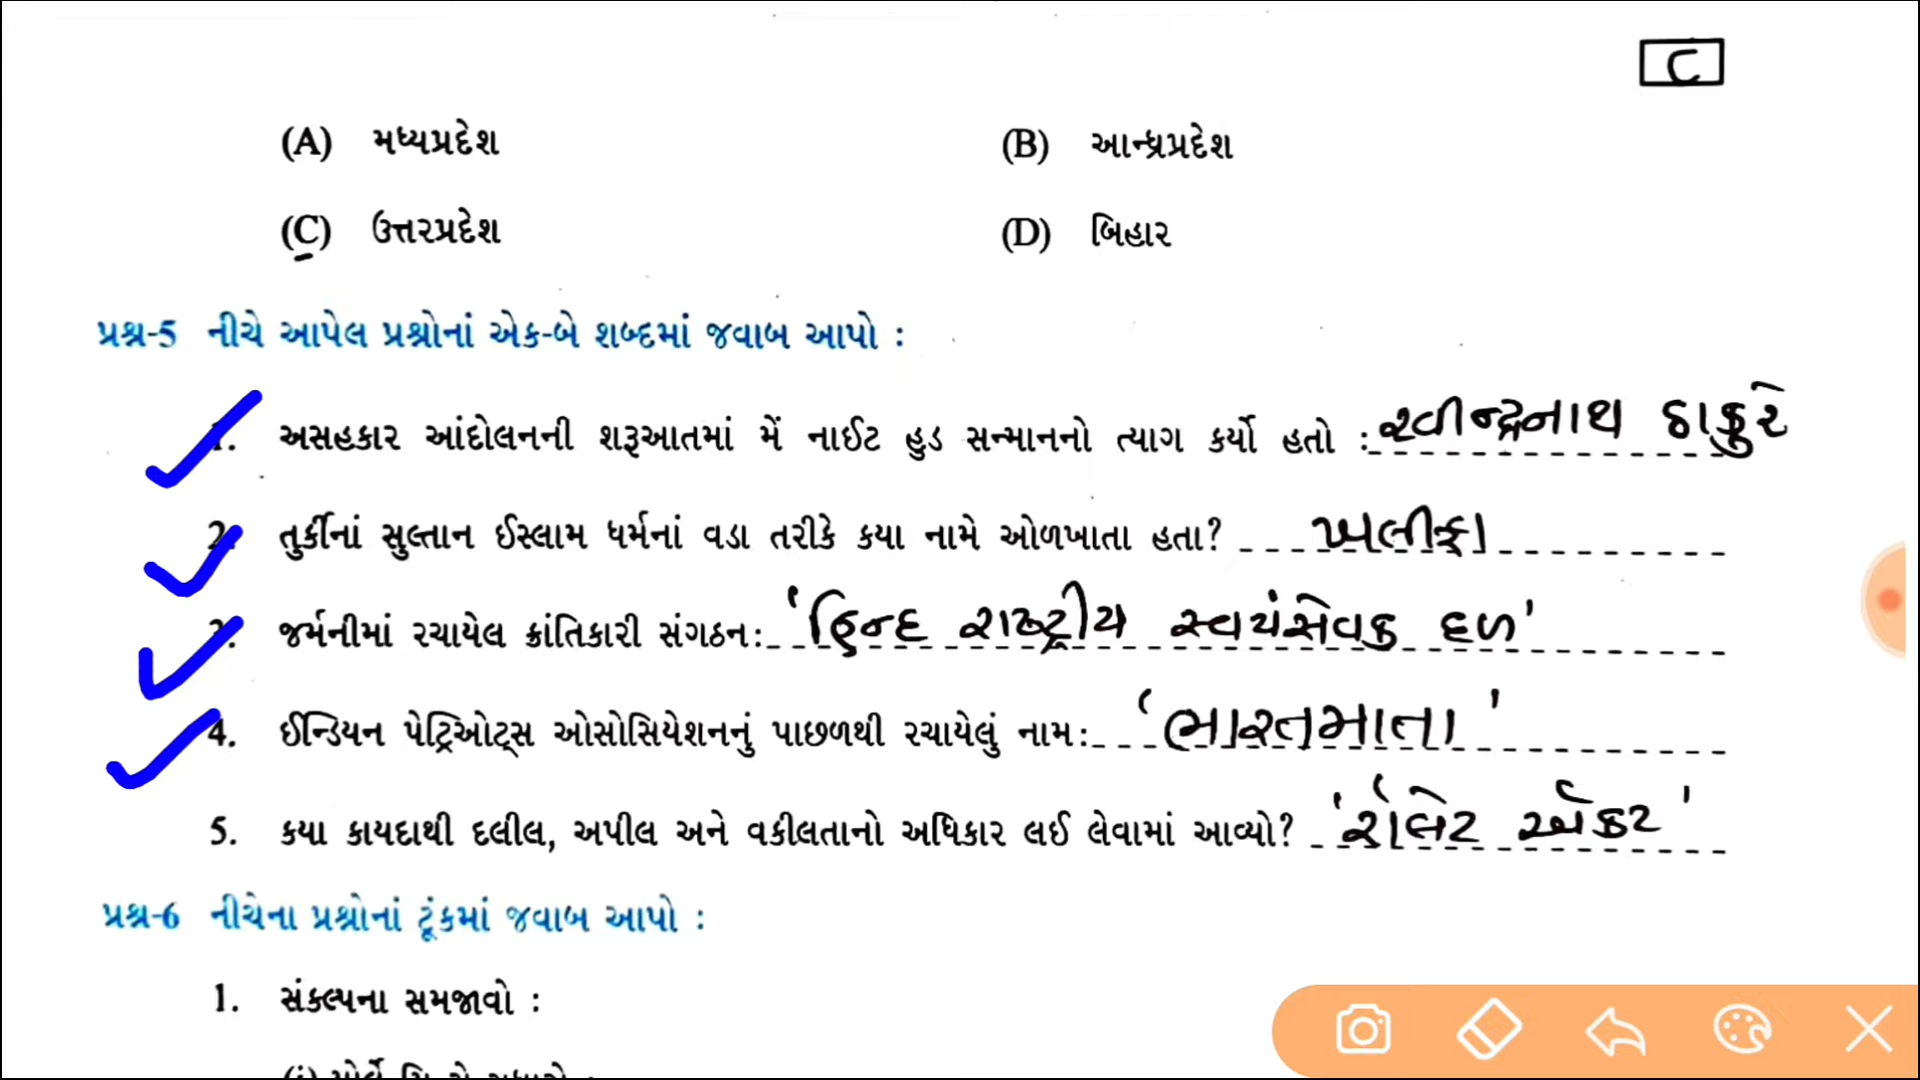 C
(A) મધ્યપ્રદેશ (B) આન્ધ્રપ્રદેશ
(C) ઉત્તરપ્રદેશ (D) બિહાર
પ્રશ્ન-5 નીચે આપેલ પ્રશ્નોનાં એક-બે શબ્દમાં જવાબ આપો :
1. અસહકાર આંદોલનની શરૂઆતમાં મેં નાઈટ હુડ સન્માનનો ત્યાગ કર્યો હતો : રવીન્દ્રનાથ ઠાકુરે
2. તુર્કીનાં સુલ્તાન ઈસ્લામ ધર્મનાં વડા તરીકે કયા નામે ઓળખાતા હતા? ખલીફા
3. જર્મનીમાં રચાયેલ ક્રાંતિકારી સંગઠન: 'હિન્દ રાષ્ટ્રીય સ્વયંસેવક દળ'
4. ઈન્ડિયન પેટ્રિઓટ્સ ઓસોસિયેશનનું પાછળથી રચાયેલું નામ: 'ભારતમાતા'
5. કયા કાયદાથી દલીલ, અપીલ અને વકીલતાનો અધિકાર લઈ લેવામાં આવ્યો? 'રૉલેટ ઍકટ'
પ્રશ્ન-6 નીચેના પ્રશ્નોનાં ટૂંકમાં જવાબ આપો :
1. સંકલ્પના સમજાવો :